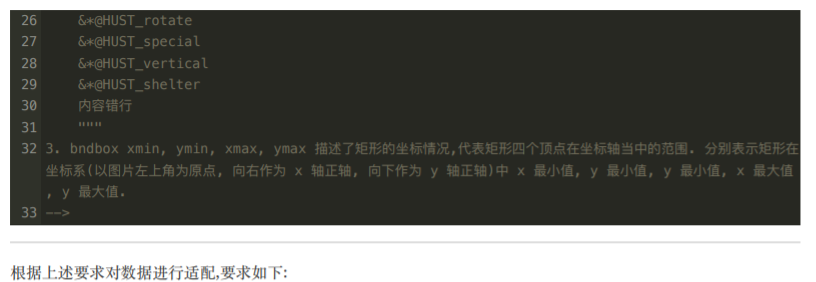 26 &*@HUST_rotate
27 &*@HUST_special
28 &*@HUST_vertical
29 &*@HUST_shelter
30 内容错行
31 """
32 3. bndbox xmin, ymin, xmax, ymax 描述了矩形的坐标情况,代表矩形四个顶点在坐标轴当中的范围. 分别表示矩形在
坐标系(以图片左上角为原点, 向右作为 x 轴正轴, 向下作为 y 轴正轴)中 x 最小值, y 最小值, y 最小值, x 最大值
, y 最大值.
33 -->
根据上述要求对数据进行适配,要求如下: